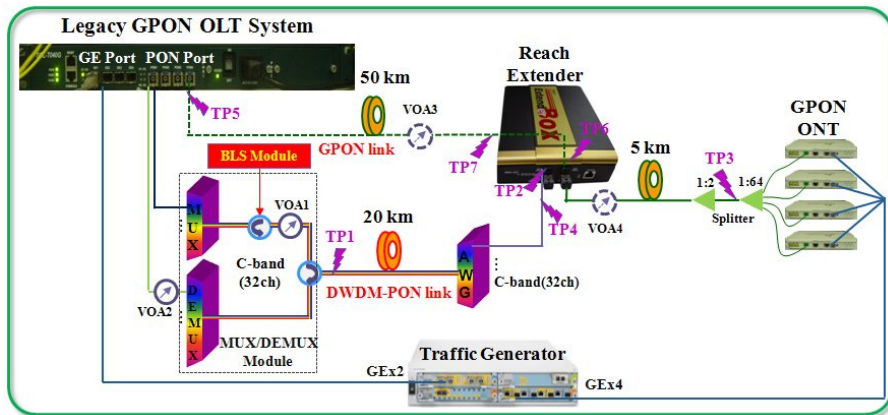 Legacy GPON OLT System
GE Port PON Port
TP5
50 km
VOA3
GPON link
Reach
Extender
Extend
BOX
TP6
TP7
TP2
TP4
5 km
VOA4
1:2
TP3
1:64
Splitter
GPON
ONT
BLS Module
MUX
VOA1
C-band
(32ch)
TP1
20 km
DWDM-PON link
AWG
C-band(32ch)
VOA2
DEMUX
MUX/DEMUX
Module
Traffic Generator
GEx2
GEx4